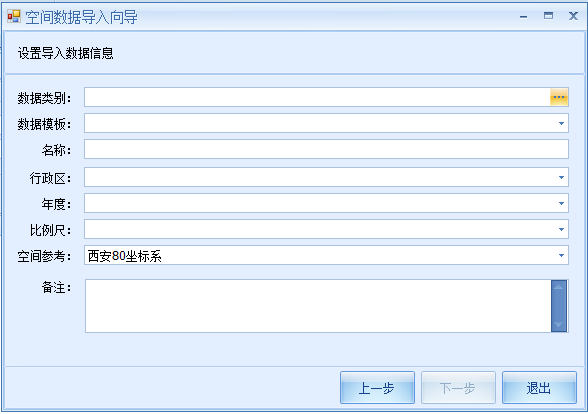 空间数据导入向导
设置导入数据信息
数据类别:
数据模板:
名称:
行政区:
年度:
比例尺:
空间参考: 西安80坐标系
备注:
上一步 下一步 退出